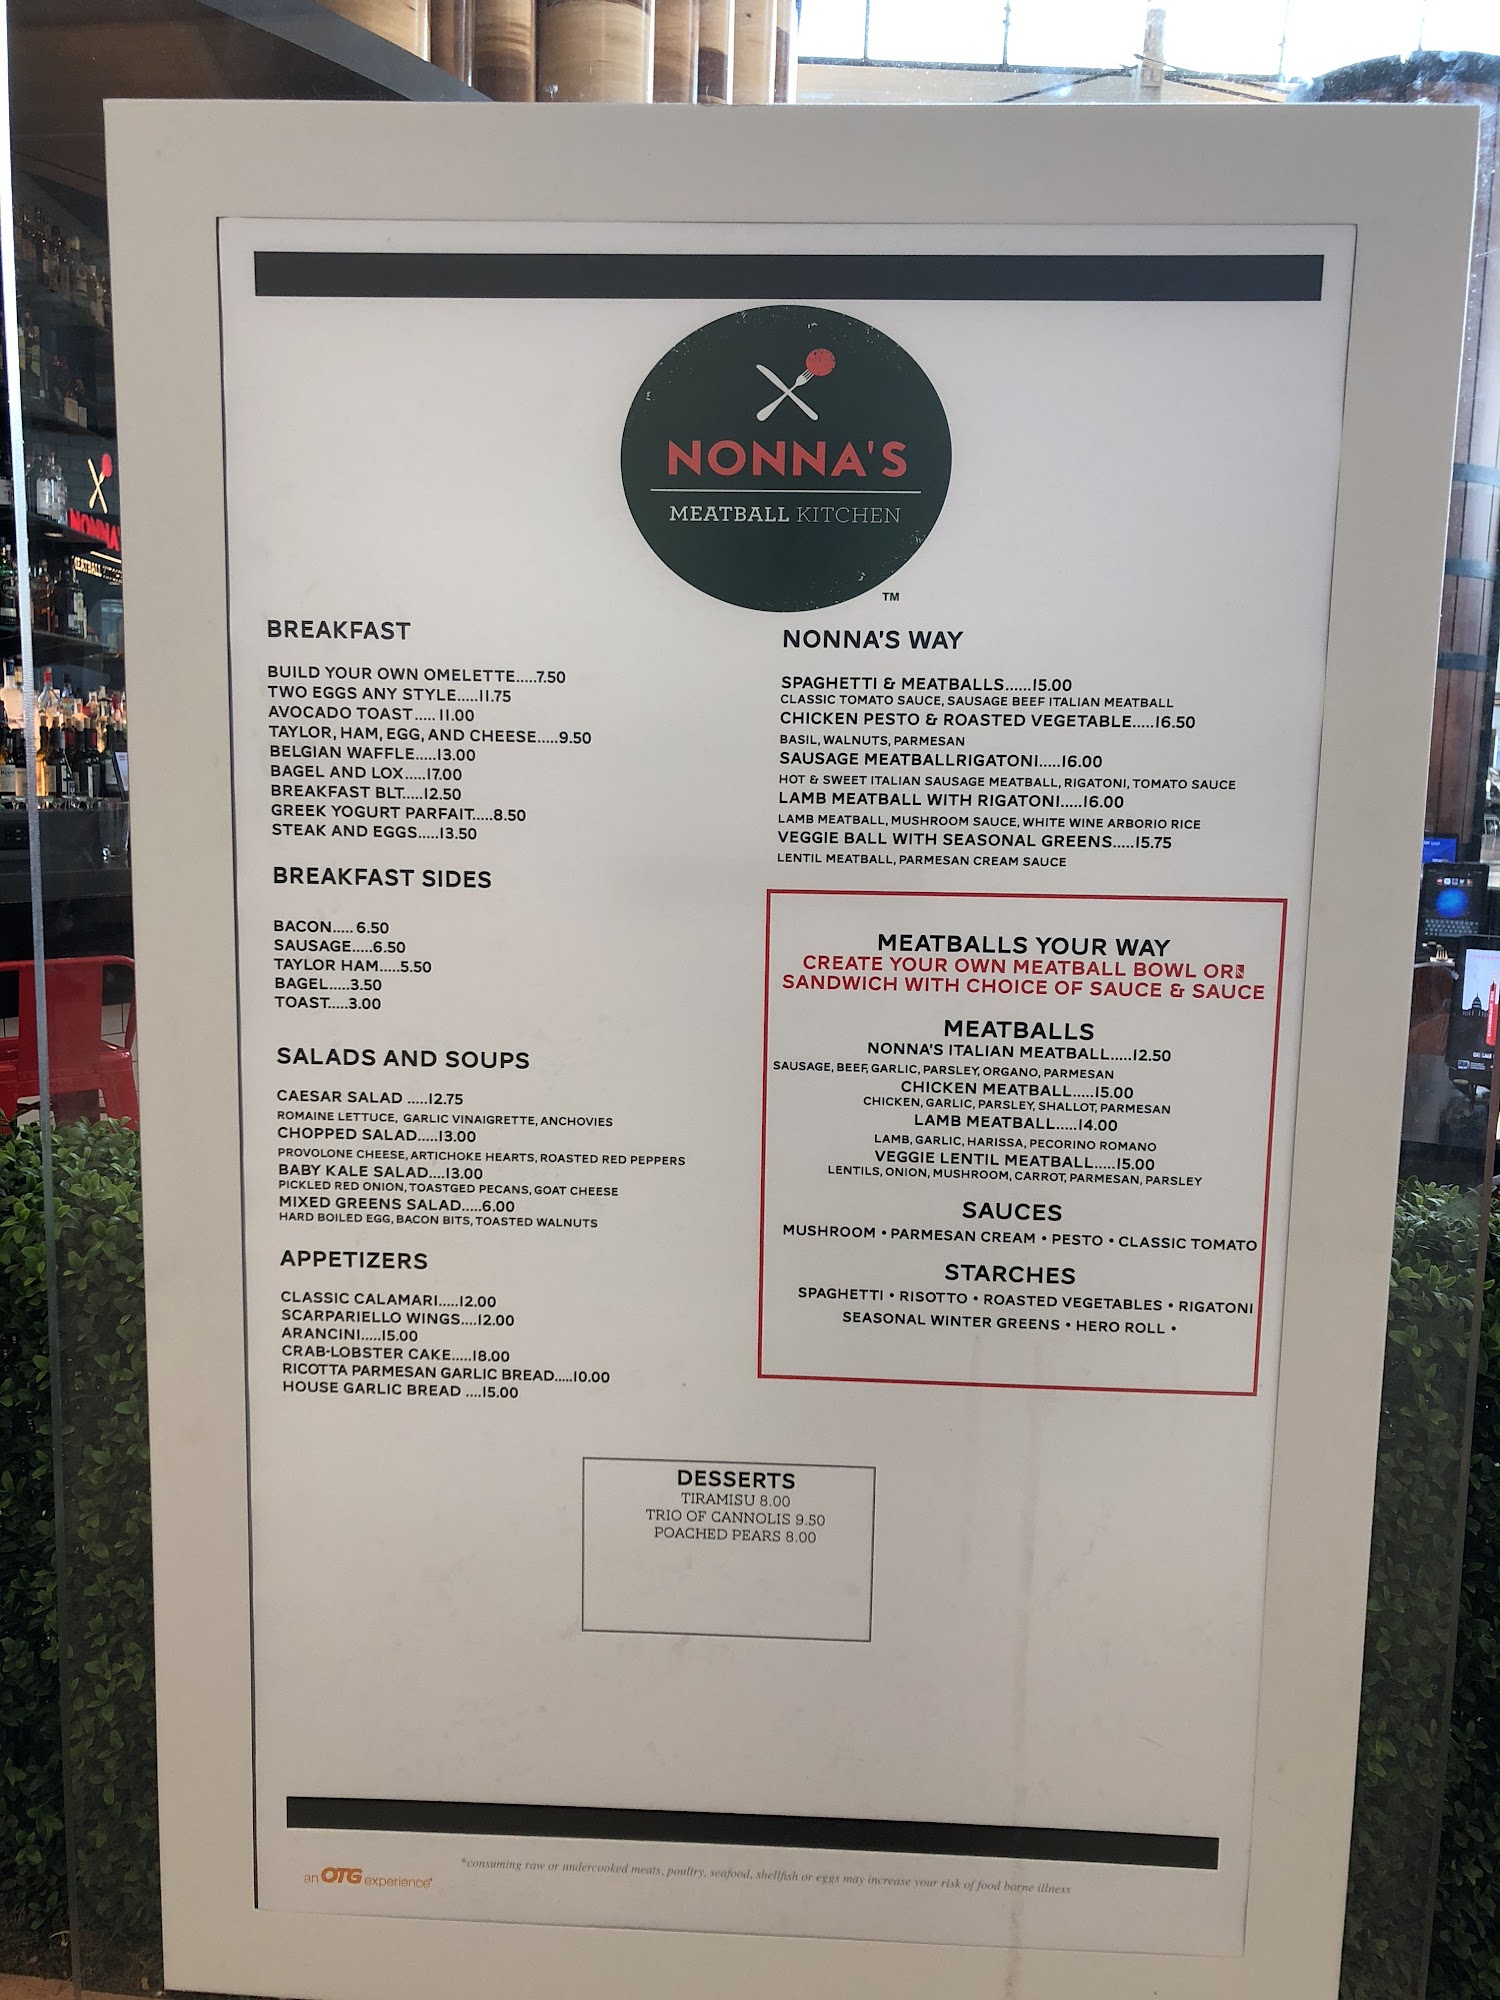 NONNA'S
MEATBALL KITCHEN
TM
BREAKFAST
BUILD YOUR OWN OMELETTE.....7.50
TWO EGGS ANY STYLE.....11.75
AVOCADO TOAST..... 11.00
TAYLOR, HAM, EGG, AND CHEESE.....9.50
BELGIAN WAFFLE.....13.00
BAGEL AND LOX.....17.00
BREAKFAST BLT.....12.50
GREEK YOGURT PARFAIT.....8.50
STEAK AND EGGS.....13.50
BREAKFAST SIDES
BACON..... 6.50
SAUSAGE.....6.50
TAYLOR HAM.....5.50
BAGEL.....3.50
TOAST.....3.00
SALADS AND SOUPS
CAESAR SALAD .....12.75
ROMAINE LETTUCE, GARLIC VINAIGRETTE, ANCHOVIES
CHOPPED SALAD.....13.00
PROVOLONE CHEESE, ARTICHOKE HEARTS, ROASTED RED PEPPERS
BABY KALE SALAD....13.00
PICKLED RED ONION, TOASTGED PECANS, GOAT CHEESE
MIXED GREENS SALAD.....6.00
HARD BOILED EGG, BACON BITS, TOASTED WALNUTS
APPETIZERS
CLASSIC CALAMARI.....12.00
SCARPARIELLO WINGS....12.00
ARANCINI.....15.00
CRAB-LOBSTER CAKE.....18.00
RICOTTA PARMESAN GARLIC BREAD.....10.00
HOUSE GARLIC BREAD ....15.00
NONNA'S WAY
SPAGHETTI & MEATBALLS......15.00
CLASSIC TOMATO SAUCE, SAUSAGE BEEF ITALIAN MEATBALL
CHICKEN PESTO & ROASTED VEGETABLE.....16.50
BASIL, WALNUTS, PARMESAN
SAUSAGE MEATBALLRIGATONI.....16.00
HOT & SWEET ITALIAN SAUSAGE MEATBALL, RIGATONI, TOMATO SAUCE
LAMB MEATBALL WITH RIGATONI.....16.00
LAMB MEATBALL, MUSHROOM SAUCE, WHITE WINE ARBORIO RICE
VEGGIE BALL WITH SEASONAL GREENS.....15.75
LENTIL MEATBALL, PARMESAN CREAM SAUCE
MEATBALLS YOUR WAY
CREATE YOUR OWN MEATBALL BOWL OR
SANDWICH WITH CHOICE OF SAUCE & SAUCE
MEATBALLS
NONNA'S ITALIAN MEATBALL.....12.50
SAUSAGE, BEEF, GARLIC, PARSLEY, ORGANO, PARMESAN
CHICKEN MEATBALL.....15.00
CHICKEN, GARLIC, PARSLEY, SHALLOT, PARMESAN
LAMB MEATBALL.....14.00
LAMB, GARLIC, HARISSA, PECORINO ROMANO
VEGGIE LENTIL MEATBALL.....15.00
LENTILS, ONION, MUSHROOM, CARROT, PARMESAN, PARSLEY
SAUCES
MUSHROOM • PARMESAN CREAM • PESTO • CLASSIC TOMATO
STARCHES
SPAGHETTI • RISOTTO • ROASTED VEGETABLES • RIGATONI
SEASONAL WINTER GREENS • HERO ROLL •
DESSERTS
TIRAMISU 8.00
TRIO OF CANNOLIS 9.50
POACHED PEARS 8.00
an OTG experience
*consuming raw or undercooked meats, poultry, seafood, shellfish or eggs may increase your risk of food borne illness